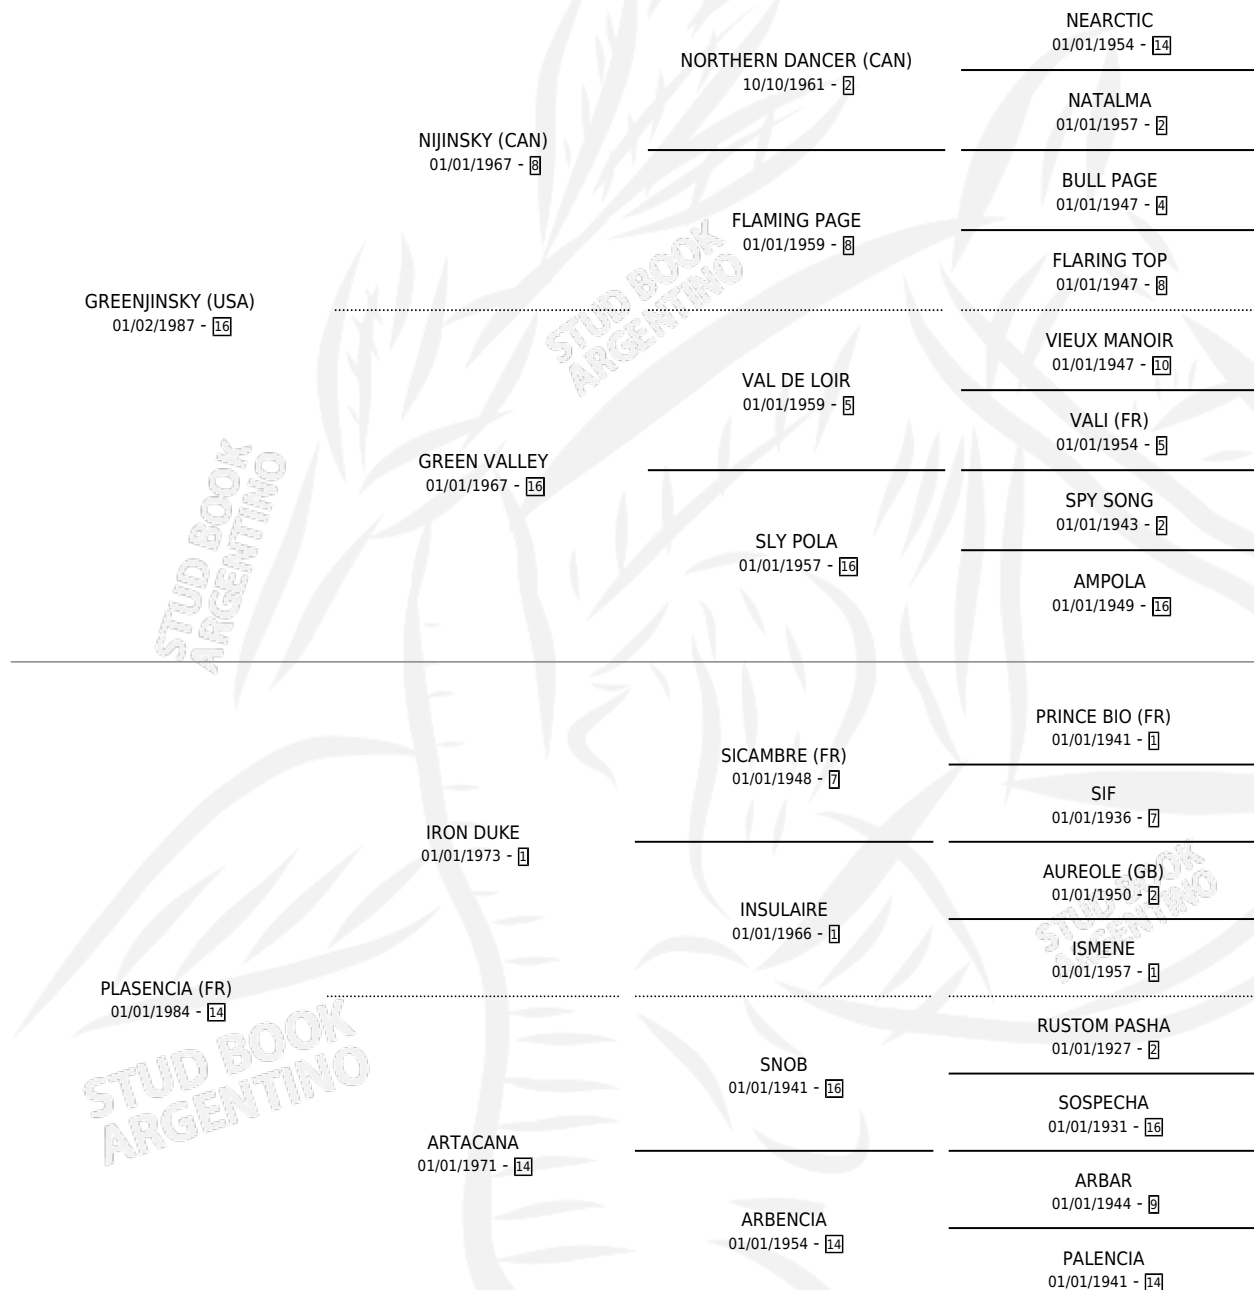 GREENJINSKY (USA)
01/02/1987 - 16
NIJINSKY (CAN)
01/01/1967 - 8
NORTHERN DANCER (CAN)
10/10/1961 - 2
NEARCTIC
01/01/1954 - 14
NATALMA
01/01/1957 - 2
FLAMING PAGE
01/01/1959 - 8
BULL PAGE
01/01/1947 - 4
FLARING TOP
01/01/1947 - 8
GREEN VALLEY
01/01/1967 - 16
VAL DE LOIR
01/01/1959 - 5
VIEUX MANOIR
01/01/1947 - 10
VALI (FR)
01/01/1954 - 5
SLY POLA
01/01/1957 - 16
SPY SONG
01/01/1943 - 2
AMPOLA
01/01/1949 - 16
PLASENCIA (FR)
01/01/1984 - 14
IRON DUKE
01/01/1973 - 1
SICAMBRE (FR)
01/01/1948 - 7
PRINCE BIO (FR)
01/01/1941 - 1
SIF
01/01/1936 - 7
INSULAIRE
01/01/1966 - 1
AUREOLE (GB)
01/01/1950 - 2
ISMENE
01/01/1957 - 1
ARTACANA
01/01/1971 - 14
SNOB
01/01/1941 - 16
RUSTOM PASHA
01/01/1927 - 2
SOSPECHA
01/01/1931 - 16
ARBENCIA
01/01/1954 - 14
ARBAR
01/01/1944 - 9
PALENCIA
01/01/1941 - 14
STUD BOOK
ARGENTINO
STUD BOOK
ARGENTINO
STUD BOOK
ARGENTINO
STUD BOOK
ARGENTINO